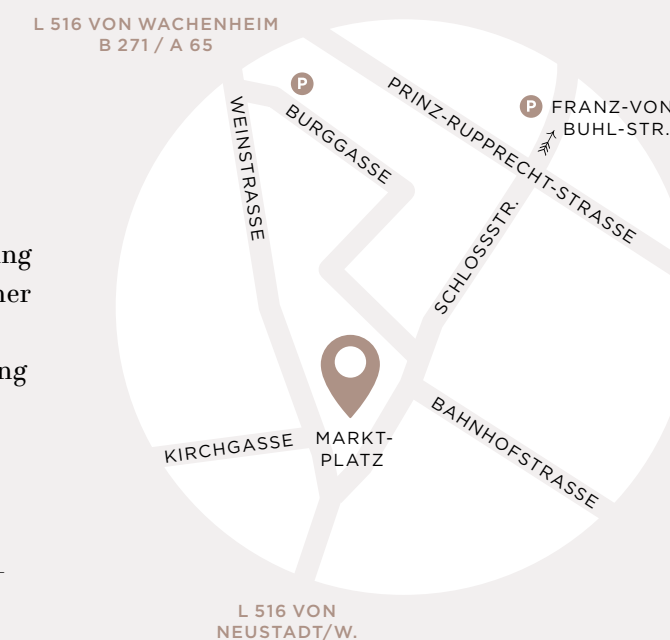 L 516 VON WACHENHEIM
B 271 / A 65
P
P
FRANZ-VON
BUHL-STR.
PRINZ-RUPPRECHT-STRASSE
BURGGASSE
WEINSTRASSE
SCHLOSSSTR.
MARKT-
PLATZ
KIRCHGASSE
BAHNHOFSTRASSE
L 516 VON
NEUSTADT/W.